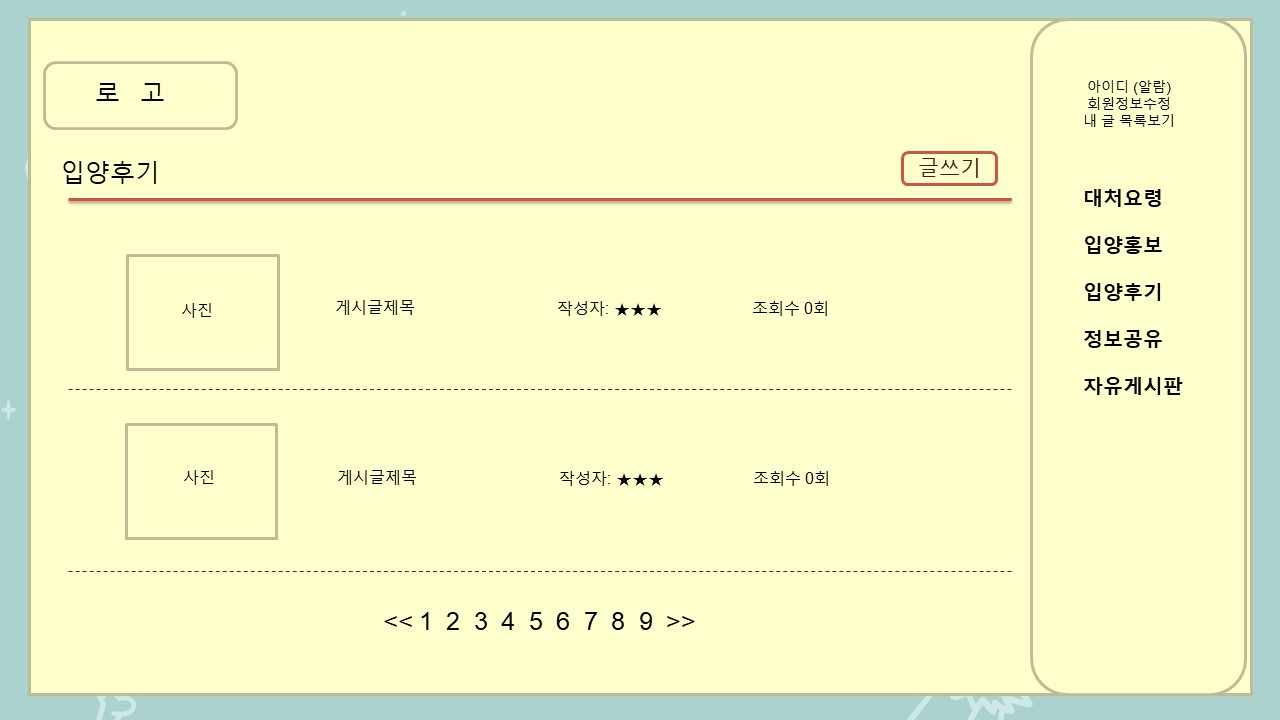 로 고
입양후기
글쓰기
사진
게시글제목
작성자: ★★★
조회수 0회
사진
게시글제목
작성자: ★★★
조회수 0회
<< 1 2 3 4 5 6 7 8 9 >>
아이디 (알람)
회원정보수정
내 글 목록보기
대처요령
입양홍보
입양후기
정보공유
자유게시판